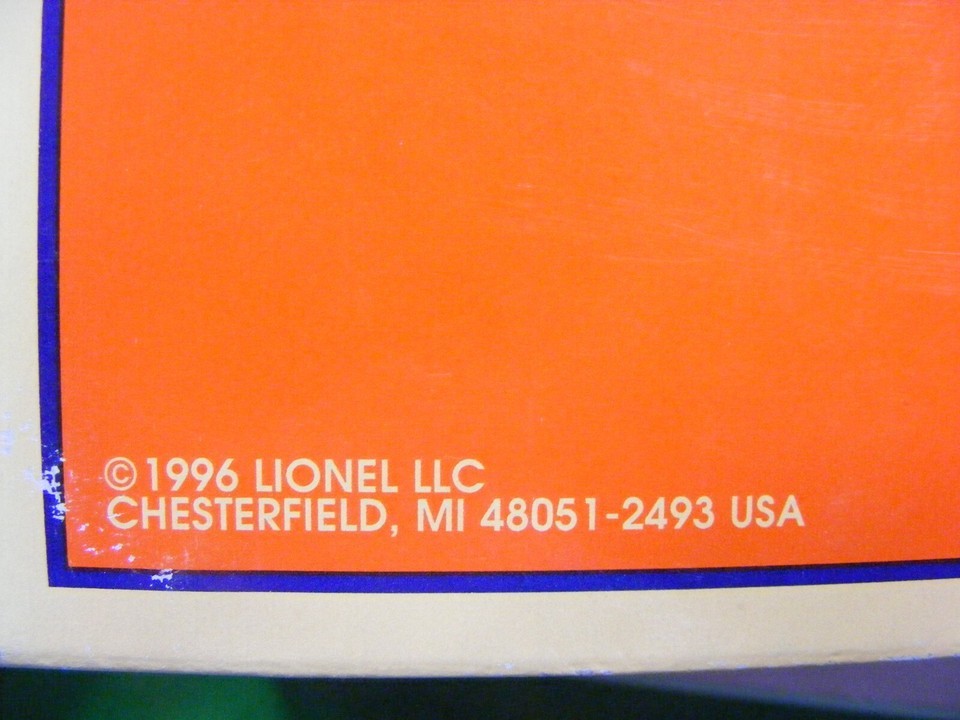 ©1996 LIONEL LLC
CHESTERFIELD, MI 48051-2493 USA